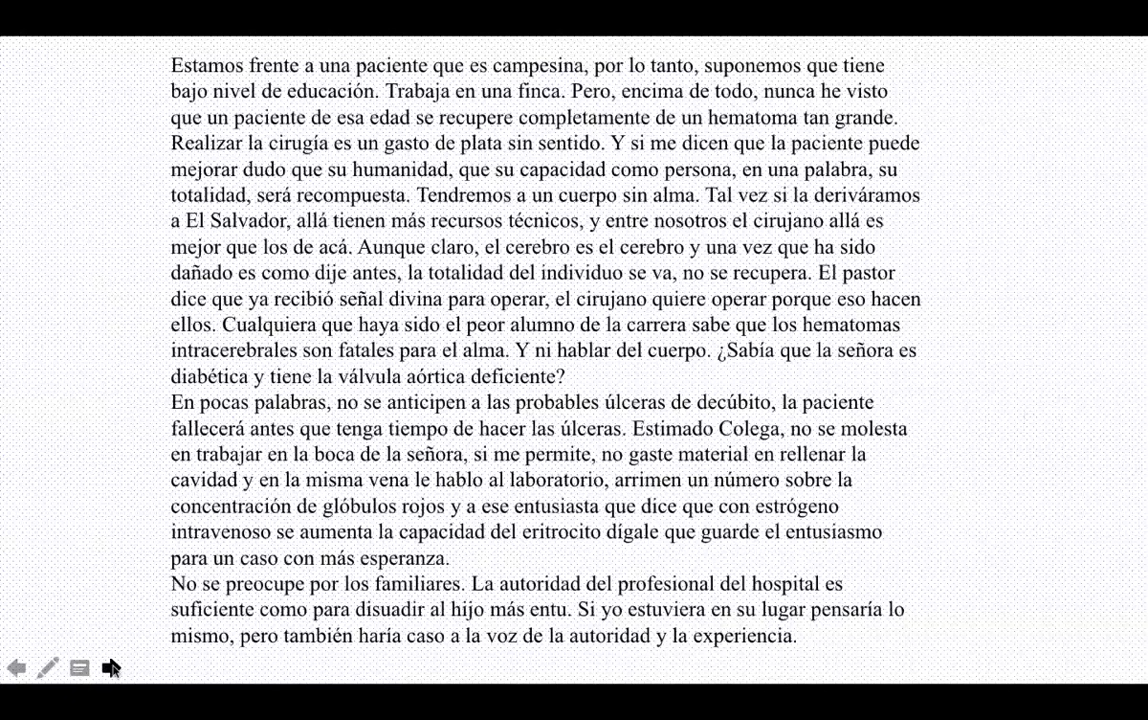 Estamos frente a una paciente que es campesina, por lo tanto, suponemos que tiene
bajo nivel de educación. Trabaja en una finca. Pero, encima de todo, nunca he visto
que un paciente de esa edad se recupere completamente de un hematoma tan grande.
Realizar la cirugía es un gasto de plata sin sentido. Y si me dicen que la paciente puede
mejorar dudo que su humanidad, que su capacidad como persona, en una palabra, su
totalidad, será recompuesta. Tendremos a un cuerpo sin alma. Tal vez si la deriváramos
a El Salvador, allá tienen más recursos técnicos, y entre nosotros el cirujano allá es
mejor que los de acá. Aunque claro, el cerebro es el cerebro y una vez que ha sido
dañado es como dije antes, la totalidad del individuo se va, no se recupera. El pastor
dice que ya recibió señal divina para operar, el cirujano quiere operar porque eso hacen
ellos. Cualquiera que haya sido el peor alumno de la carrera sabe que los hematomas
intracerebrales son fatales para el alma. Y ni hablar del cuerpo. ¿Sabía que la señora es
diabética y tiene la válvula aórtica deficiente?
En pocas palabras, no se anticipen a las probables úlceras de decúbito, la paciente
fallecerá antes que tenga tiempo de hacer las úlceras. Estimado Colega, no se molesta
en trabajar en la boca de la señora, si me permite, no gaste material en rellenar la
cavidad y en la misma vena le hablo al laboratorio, arrimen un número sobre la
concentración de glóbulos rojos y a ese entusiasta que dice que con estrógeno
intravenoso se aumenta la capacidad del eritrocito dígale que guarde el entusiasmo
para un caso con más esperanza.
No se preocupe por los familiares. La autoridad del profesional del hospital es
suficiente como para disuadir al hijo más entu. Si yo estuviera en su lugar pensaría lo
mismo, pero también haría caso a la voz de la autoridad y la experiencia.